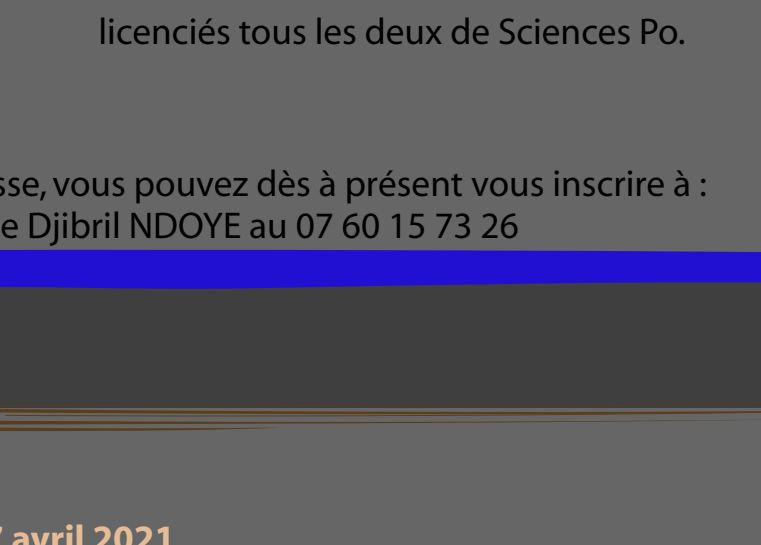 licenciés tous les deux de Sciences Po.
vous pouvez dès à présent vous inscrire à :
Djibril NDOYE au 07 60 15 73 26
avril 2021